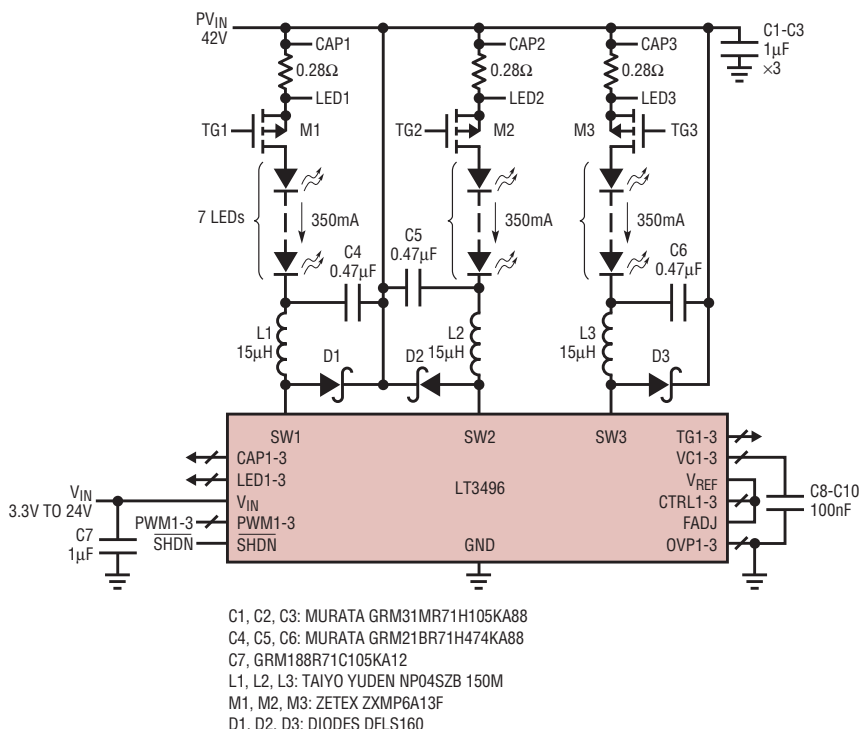 PVIN
42V
CAP1
0.28Ω
LED1
TG1
M1
7 LEDs
350mA
C4
0.47µF
L1
15µH
D1
CAP2
0.28Ω
LED2
TG2
M2
350mA
C5
0.47µF
L2
15µH
D2
CAP3
0.28Ω
LED3
M3
TG3
350mA
C6
0.47µF
L3
15µH
D3
C1-C3
1µF
×3
SW1
SW2
SW3
CAP1-3
LED1-3
VIN
PWM1-3
SHDN
LT3496
GND
TG1-3
VC1-3
VREF
CTRL1-3
FADJ
OVP1-3
VIN
3.3V TO 24V
C7
1µF
PWM1-3
SHDN
C8-C10
100nF
C1, C2, C3: MURATA GRM31MR71H105KA88
C4, C5, C6: MURATA GRM21BR71H474KA88
C7, GRM188R71C105KA12
L1, L2, L3: TAIYO YUDEN NP04SZB 150M
M1, M2, M3: ZETEX ZXMP6A13F
D1, D2, D3: DIODES DFLS160